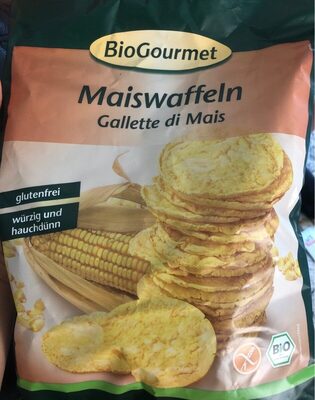 BioGourmet
Maiswaffeln
Gallette di Mais
glutenfrei
würzig und
hauchdünn
BIO